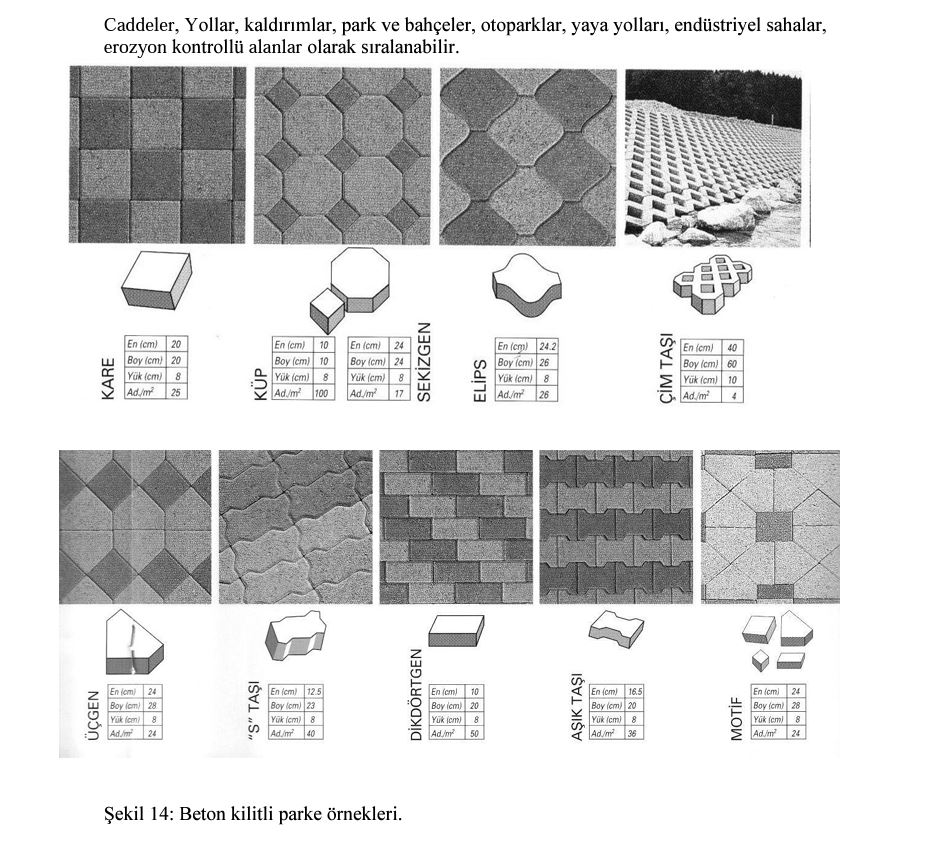 Caddeler, Yollar, kaldırımlar, park ve bahçeler, otoparklar, yaya yolları, endüstriyel sahalar,
erozyon kontrollü alanlar olarak sıralanabilir.
KARE
En (cm) 20
Boy (cm) 20
Yük (cm) 8
Ad./m² 25
KÜP
En (cm) 10
Boy (cm) 10
Yük (cm) 8
Ad./m² 100
En (cm) 24
Boy (cm) 24
Yük (cm) 8
Ad./m² 17
SEKİZGEN
ELİPS
En (cm) 24.2
Boy (cm) 26
Yük (cm) 8
Ad./m² 26
ÇİM TAŞI
En (cm) 40
Boy (cm) 60
Yük (cm) 10
Ad./m² 4
ÜÇGEN
En (cm) 24
Boy (cm) 28
Yük (cm) 8
Ad./m² 24
"S" TAŞI
En (cm) 12.5
Boy (cm) 23
Yük (cm) 8
Ad./m² 40
DİKDÖRTGEN
En (cm) 10
Boy (cm) 20
Yük (cm) 8
Ad./m² 50
AŞIK TAŞI
En (cm) 16.5
Boy (cm) 20
Yük (cm) 8
Ad./m² 36
MOTİF
En (cm) 24
Boy (cm) 28
Yük (cm) 8
Ad./m² 24
Şekil 14: Beton kilitli parke örnekleri.